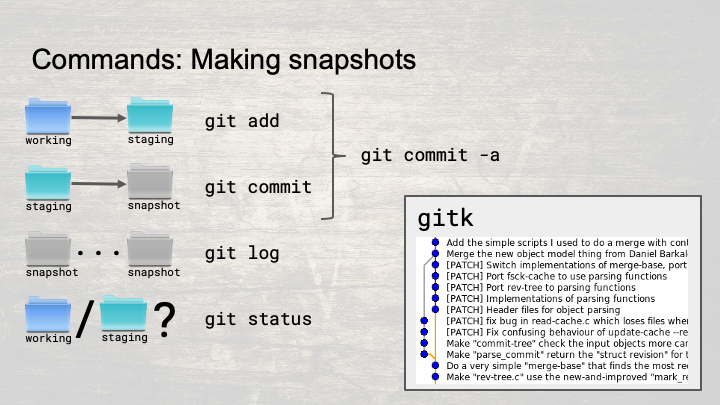 Commands: Making snapshots
working
staging
git add
git commit -a
staging
snapshot
git commit
snapshot
. . .
snapshot
git log
working
/
staging
?
git status
gitk
Add the simple scripts I used to do a merge with cont
Merge the new object model thing from Daniel Barkal
[PATCH] Switch implementations of merge-base, port
[PATCH] Port fsck-cache to use parsing functions
[PATCH] Port rev-tree to parsing functions
[PATCH] Implementations of parsing functions
[PATCH] Header files for object parsing
[PATCH] fix bug in read-cache.c which loses files when
[PATCH] Fix confusing behaviour of update-cache --re
Make "commit-tree" check the input objects more car
Make "parse_commit" return the "struct revision" for t
Do a very simple "merge-base" that finds the most rec
Make "rev-tree.c" use the new-and-improved "mark_re